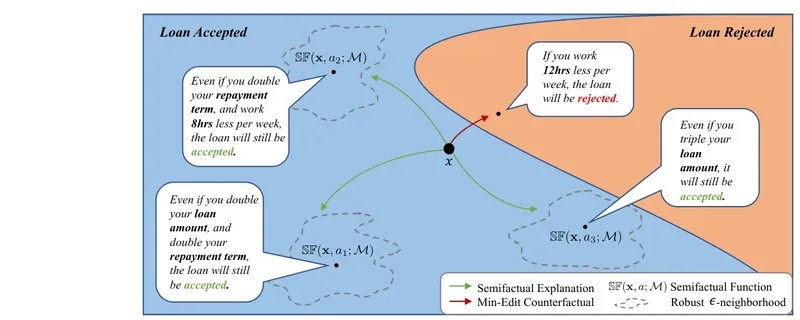 Loan Accepted
Loan Rejected
𝕊𝔽(x, a₂; ℳ)
Even if you double
your repayment
term, and work
8hrs less per week,
the loan will still be
accepted.
If you work
12hrs less per
week, the loan
will be rejected.
Even if you
triple your
loan
amount, it
will still be
accepted.
x
Even if you double
your loan
amount, and
double your
repayment term,
the loan will still
be accepted.
𝕊𝔽(x, a₁; ℳ)
𝕊𝔽(x, a₃; ℳ)
Semifactual Explanation
Min-Edit Counterfactual
𝕊𝔽(x, a; ℳ) Semifactual Function
Robust ϵ-neighborhood